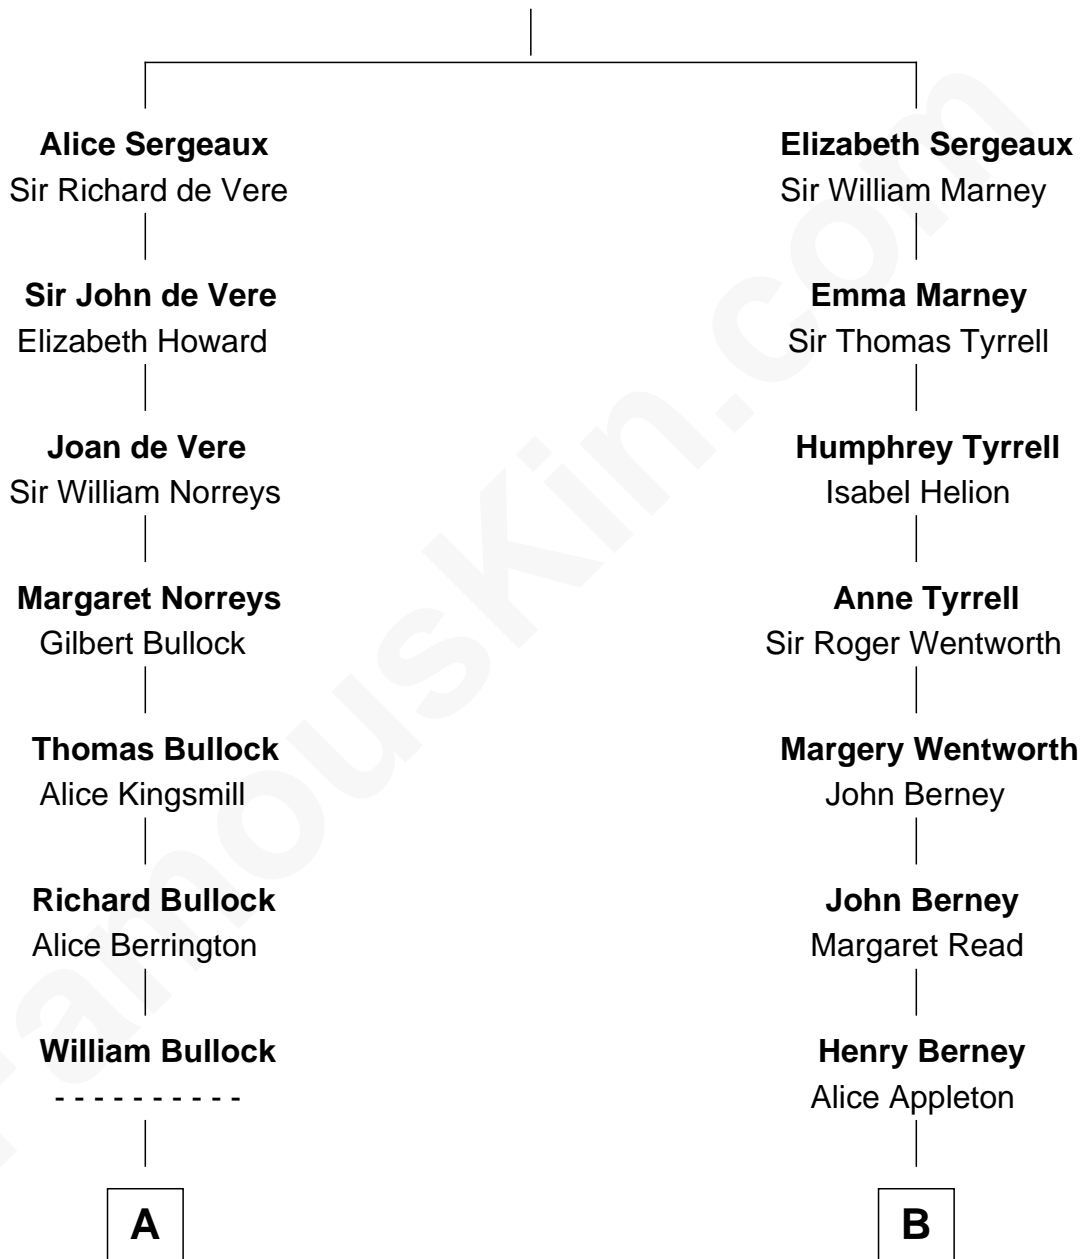 Alice Sergeaux
Sir Richard de Vere
Sir John de Vere
Elizabeth Howard
Joan de Vere
Sir William Norreys
Margaret Norreys
Gilbert Bullock
Thomas Bullock
Alice Kingsmill
Richard Bullock
Alice Berrington
William Bullock
- - - - - - - - - -
A
Elizabeth Sergeaux
Sir William Marney
Emma Marney
Sir Thomas Tyrrell
Humphrey Tyrrell
Isabel Helion
Anne Tyrrell
Sir Roger Wentworth
Margery Wentworth
John Berney
John Berney
Margaret Read
Henry Berney
Alice Appleton
B
FamousKin.com